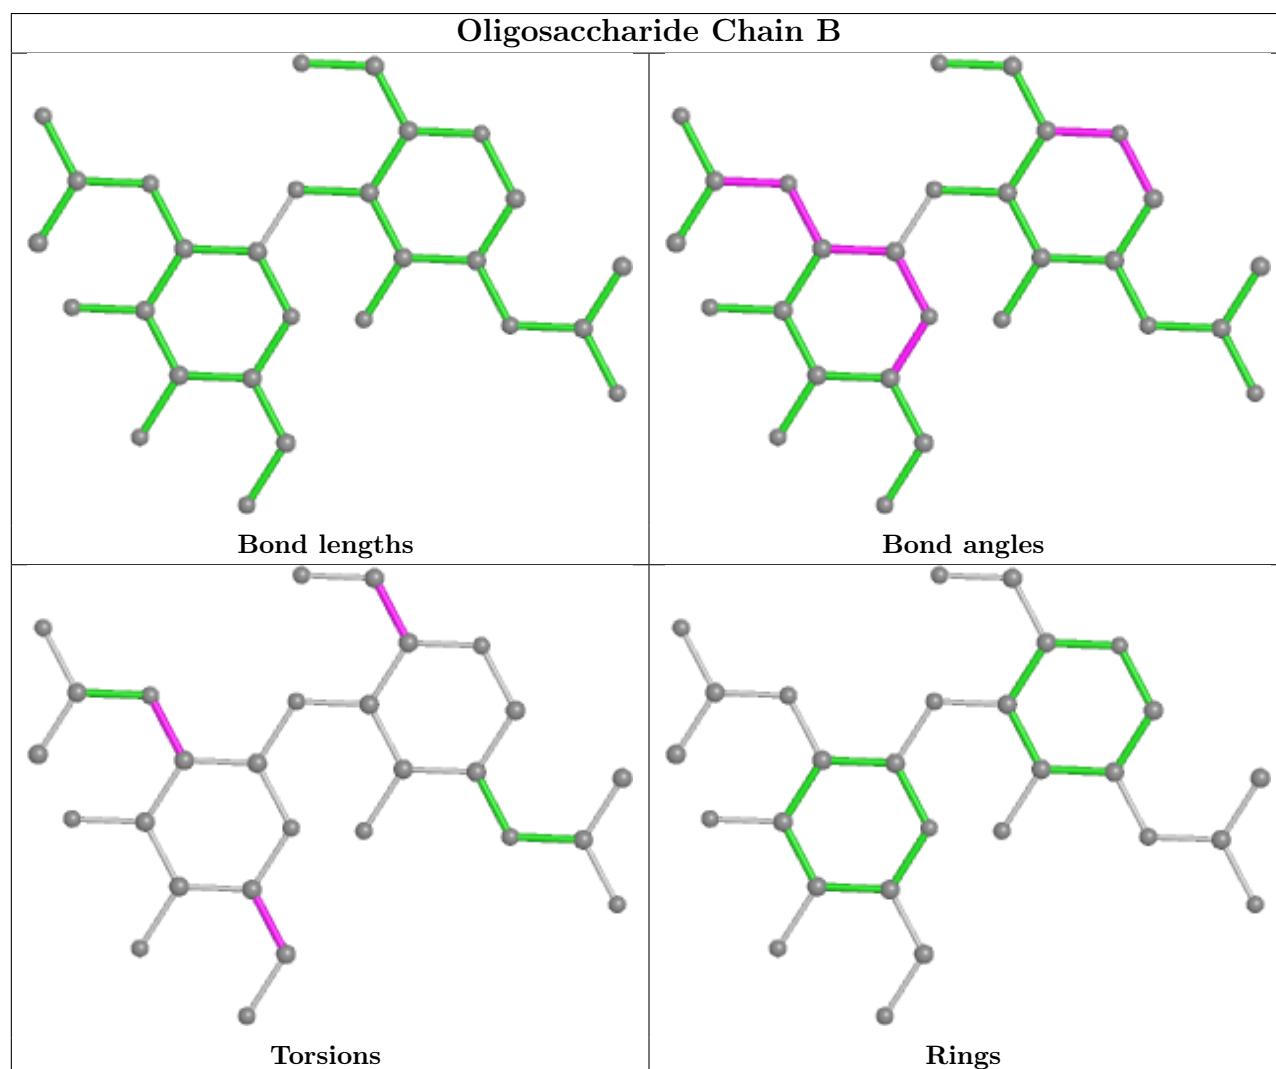 Oligosaccharide Chain B
Bond lengths
Bond angles
Torsions
Rings